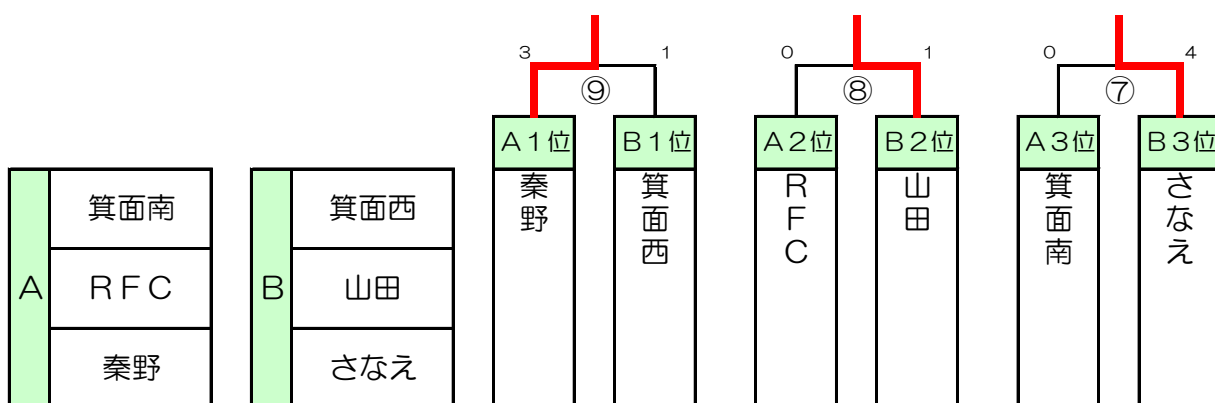 3 1 0 1 0 4
⑨ ⑧ ⑦
A1位 B1位 A2位 B2位 A3位 B3位
秦野
箕面西
RFC
山田
箕面南
さなえ
A
箕面南
RFC
秦野
B
箕面西
山田
さなえ